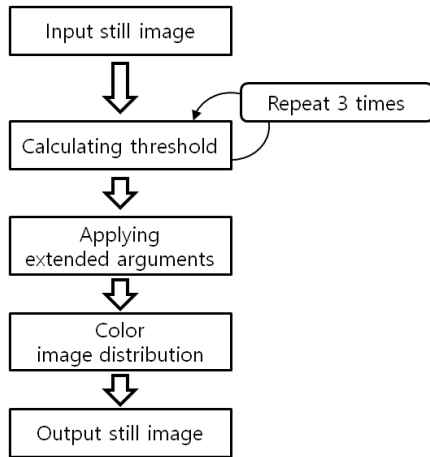 Input still image
Repeat 3 times
Calculating threshold
Applying
extended arguments
Color
image distribution
Output still image